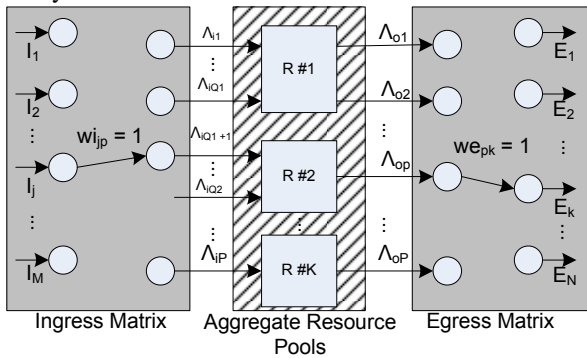 I1
I2
⋮
Ij
⋮
IM
wijp = 1
Λi1
ΛiQ1
ΛiQ1 +1
⋮
ΛiQ2
⋮
ΛiP
R #1
R #2
⋮
R #K
Λo1
Λo2
⋮
Λop
⋮
ΛoP
wepk = 1
E1
E2
⋮
Ek
⋮
EN
Ingress Matrix
Aggregate Resource
Pools
Egress Matrix